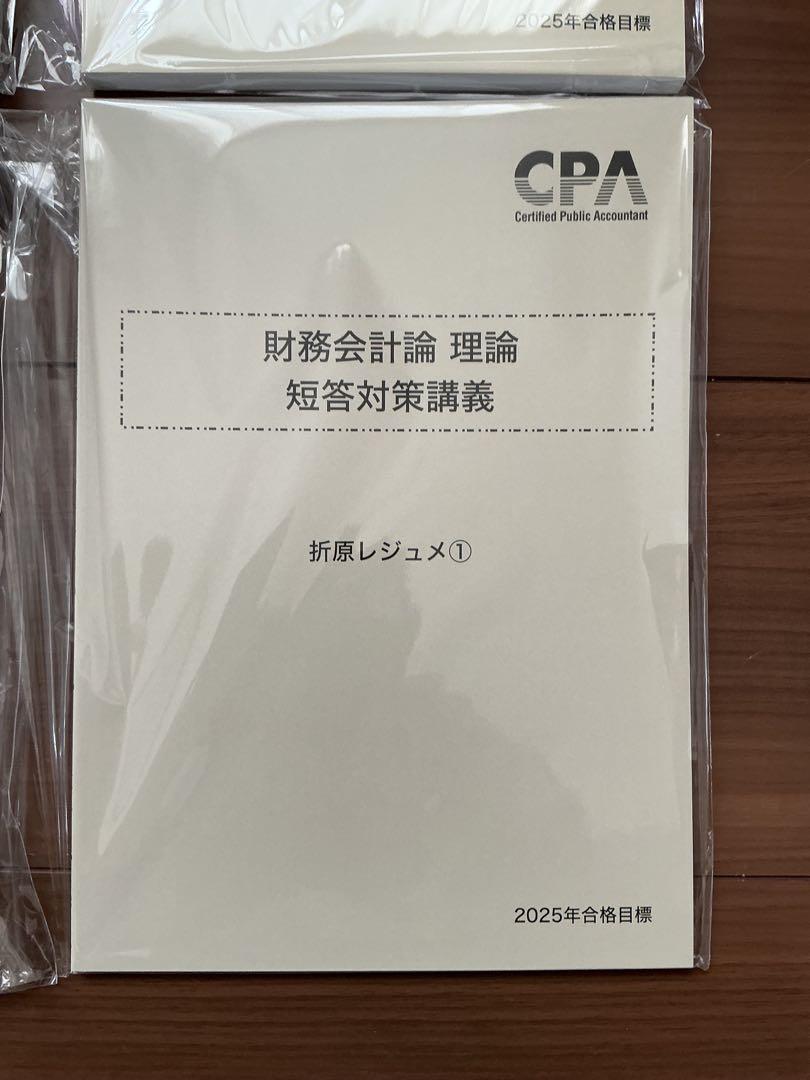 2025年合格目標
CPA
Certified Public Accountant
財務会計論 理論
短答対策講義
折原レジュメ①
2025年合格目標